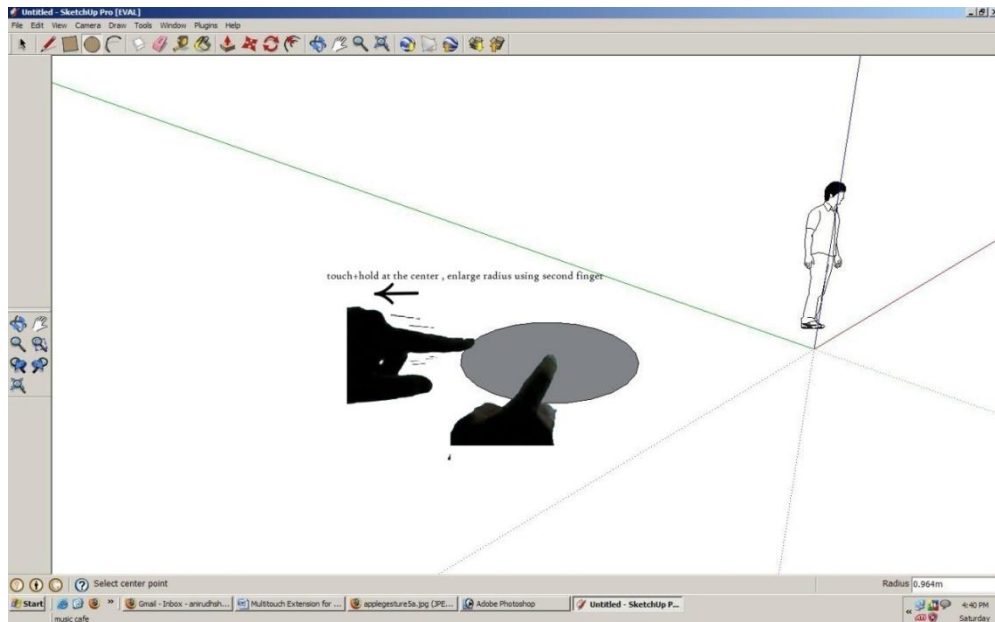 Untitled - SketchUp Pro [EVAL]
File Edit View Camera Draw Tools Window Plugins Help
touch+hold at the center , enlarge radius using second finger
Select center point
Radius 0.964m
Start
»
Gmail - Inbox - anirudhsh...
Multitouch Extension for ...
applegesture5a.jpg (JPE...
Adobe Photoshop
Untitled - SketchUp P...
«
4:40 PM
music cafe
Saturday